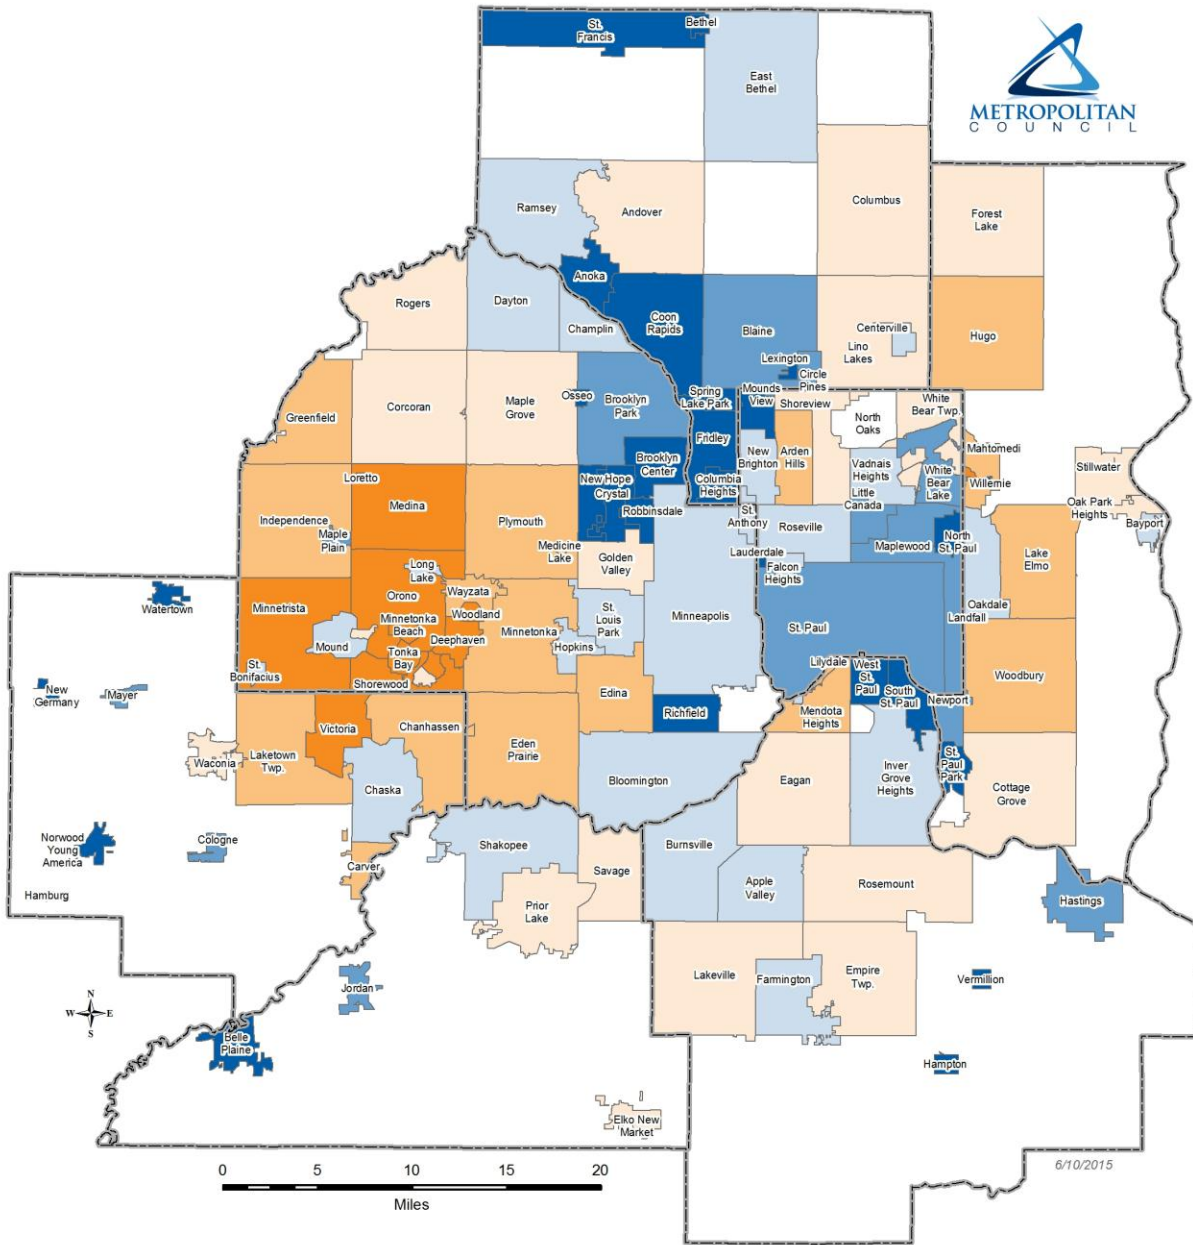 St.
Francis
Bethel
East
Bethel
METROPOLITAN
COUNCIL
Ramsey
Andover
Columbus
Forest
Lake
Anoka
Rogers
Dayton
Champlin
Coon
Rapids
Blaine
Centerville
Lino
Lakes
Hugo
Lexington
Circle
Pines
Greenfield
Corcoran
Maple
Grove
Osseo
Brooklyn
Park
Spring
Lake Park
Mounds
View
Shoreview
North
Oaks
White
Bear Twp.
Fridley
New
Brighton
Arden
Hills
Vadnais
Heights
White
Bear
Lake
Mahtomedi
Willernie
Stillwater
Loretto
Medina
Brooklyn
Center
New Hope
Crystal
Robbinsdale
Columbia
Heights
Little
Canada
Oak Park
Heights
Bayport
Independence
Maple
Plain
Plymouth
Medicine
Lake
St.
Anthony
Roseville
Lauderdale
Falcon
Heights
Maplewood
North
St. Paul
Lake
Elmo
Long
Lake
Golden
Valley
Watertown
Minnetrista
Orono
Wayzata
Woodland
Minnetonka
Beach
Deephaven
Minnetonka
Hopkins
St.
Louis
Park
Minneapolis
St. Paul
Oakdale
Landfall
Mound
Tonka
Bay
St.
Bonifacius
Shorewood
Edina
Richfield
Lilydale
West
St. Paul
South
St. Paul
Woodbury
New
Germany
Mayer
Victoria
Chanhassen
Eden
Prairie
Mendota
Heights
Newport
Waconia
Laketown
Twp.
Chaska
Bloomington
Eagan
Inver
Grove
Heights
St.
Paul
Park
Cottage
Grove
Norwood
Young
America
Cologne
Carver
Shakopee
Savage
Burnsville
Apple
Valley
Rosemount
Hastings
Hamburg
Prior
Lake
Lakeville
Farmington
Empire
Twp.
Vermillion
Jordan
N
W E
S
Belle
Plaine
Hampton
Elko New
Market
6/10/2015
0 5 10 15 20
Miles